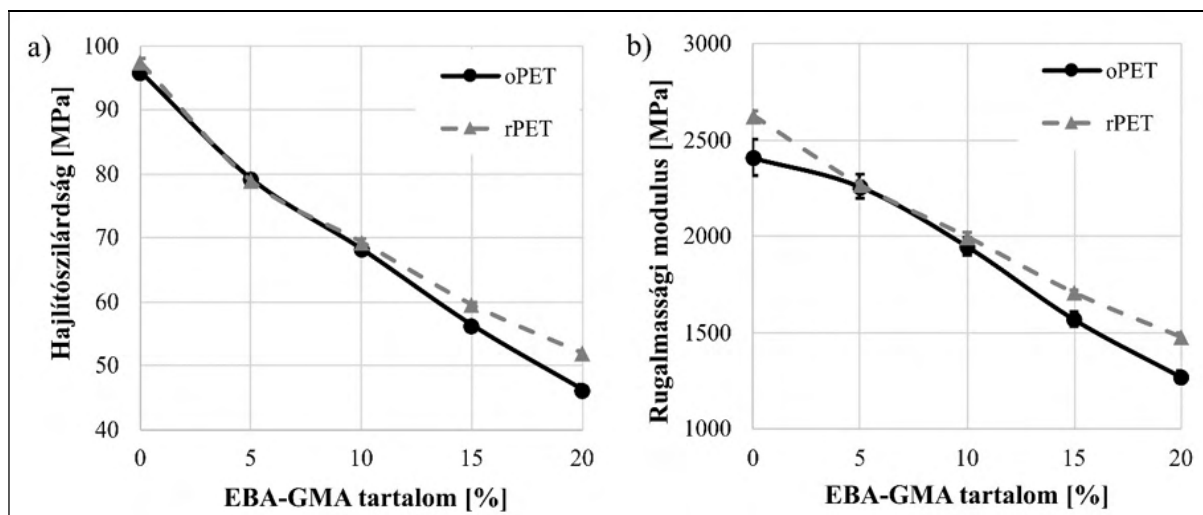 a)
Hajlítószilárdság [MPa]
100
90
80
70
60
50
40
oPET
rPET
0 5 10 15 20
EBA-GMA tartalom [%]
b)
Rugalmassági modulus [MPa]
3000
2500
2000
1500
1000
oPET
rPET
0 5 10 15 20
EBA-GMA tartalom [%]